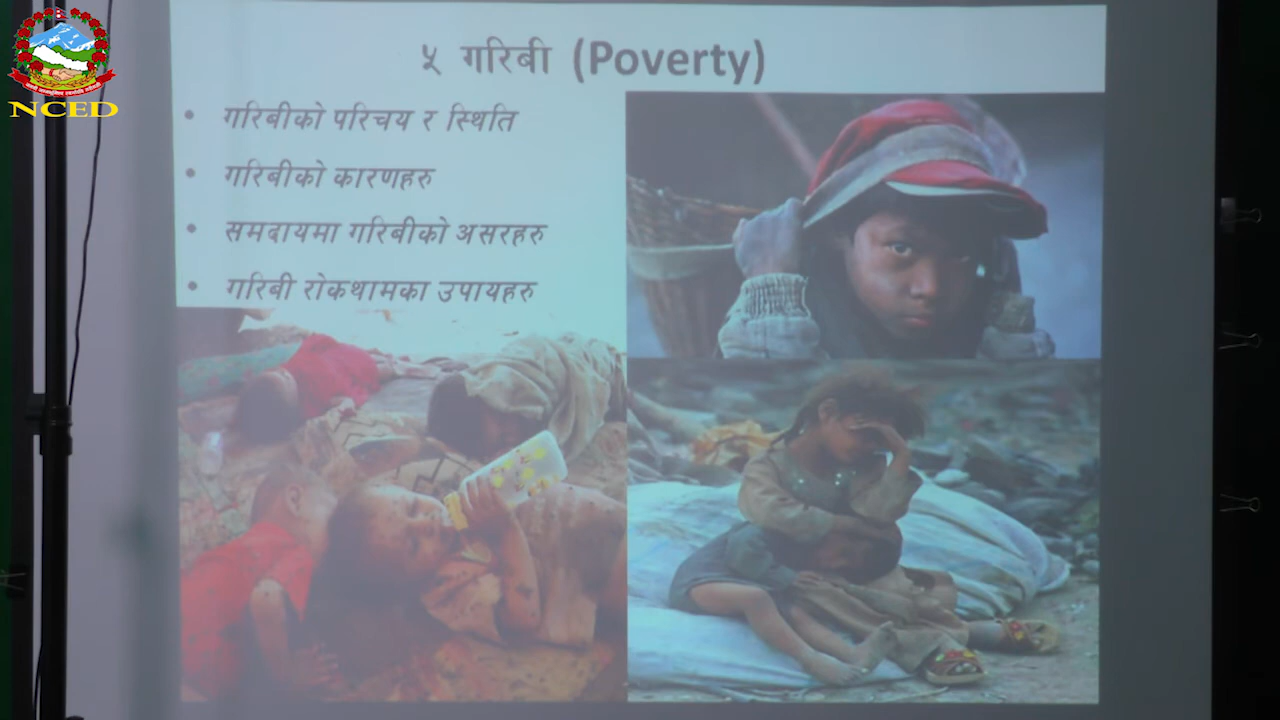 NCED
५ गरिबी (Poverty)
• गरिबीको परिचय र स्थिति
• गरिबीको कारणहरु
• समदायमा गरिबीको असरहरु
• गरिबी रोकथामका उपायहरु